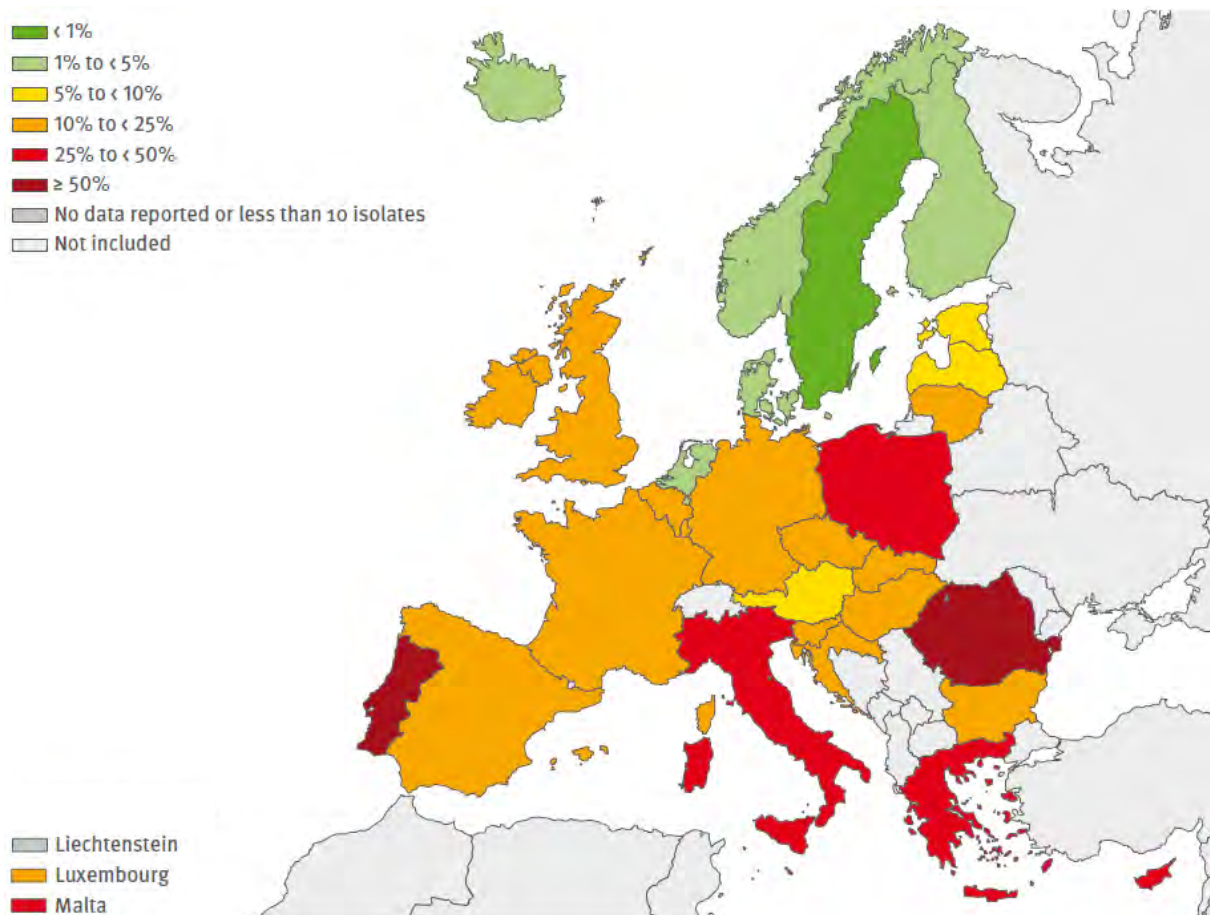 < 1%
1% to < 5%
5% to < 10%
10% to < 25%
25% to < 50%
≥ 50%
No data reported or less than 10 isolates
Not included
Liechtenstein
Luxembourg
Malta